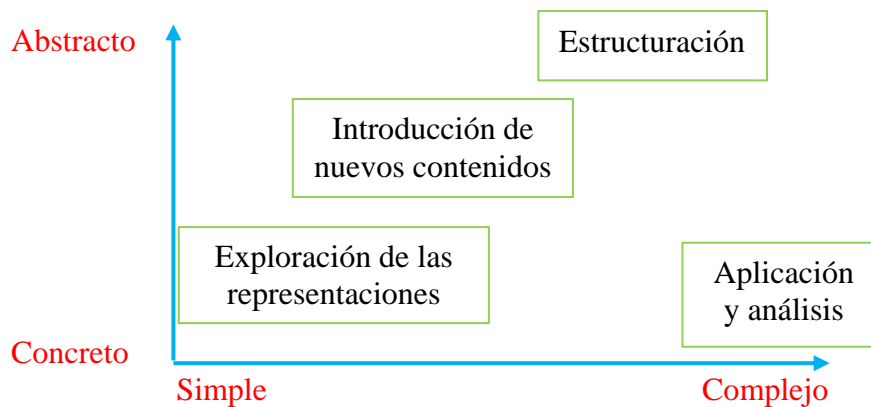 Abstracto
Estructuración
Introducción de
nuevos contenidos
Exploración de las
representaciones
Aplicación
y análisis
Concreto
Simple
Complejo